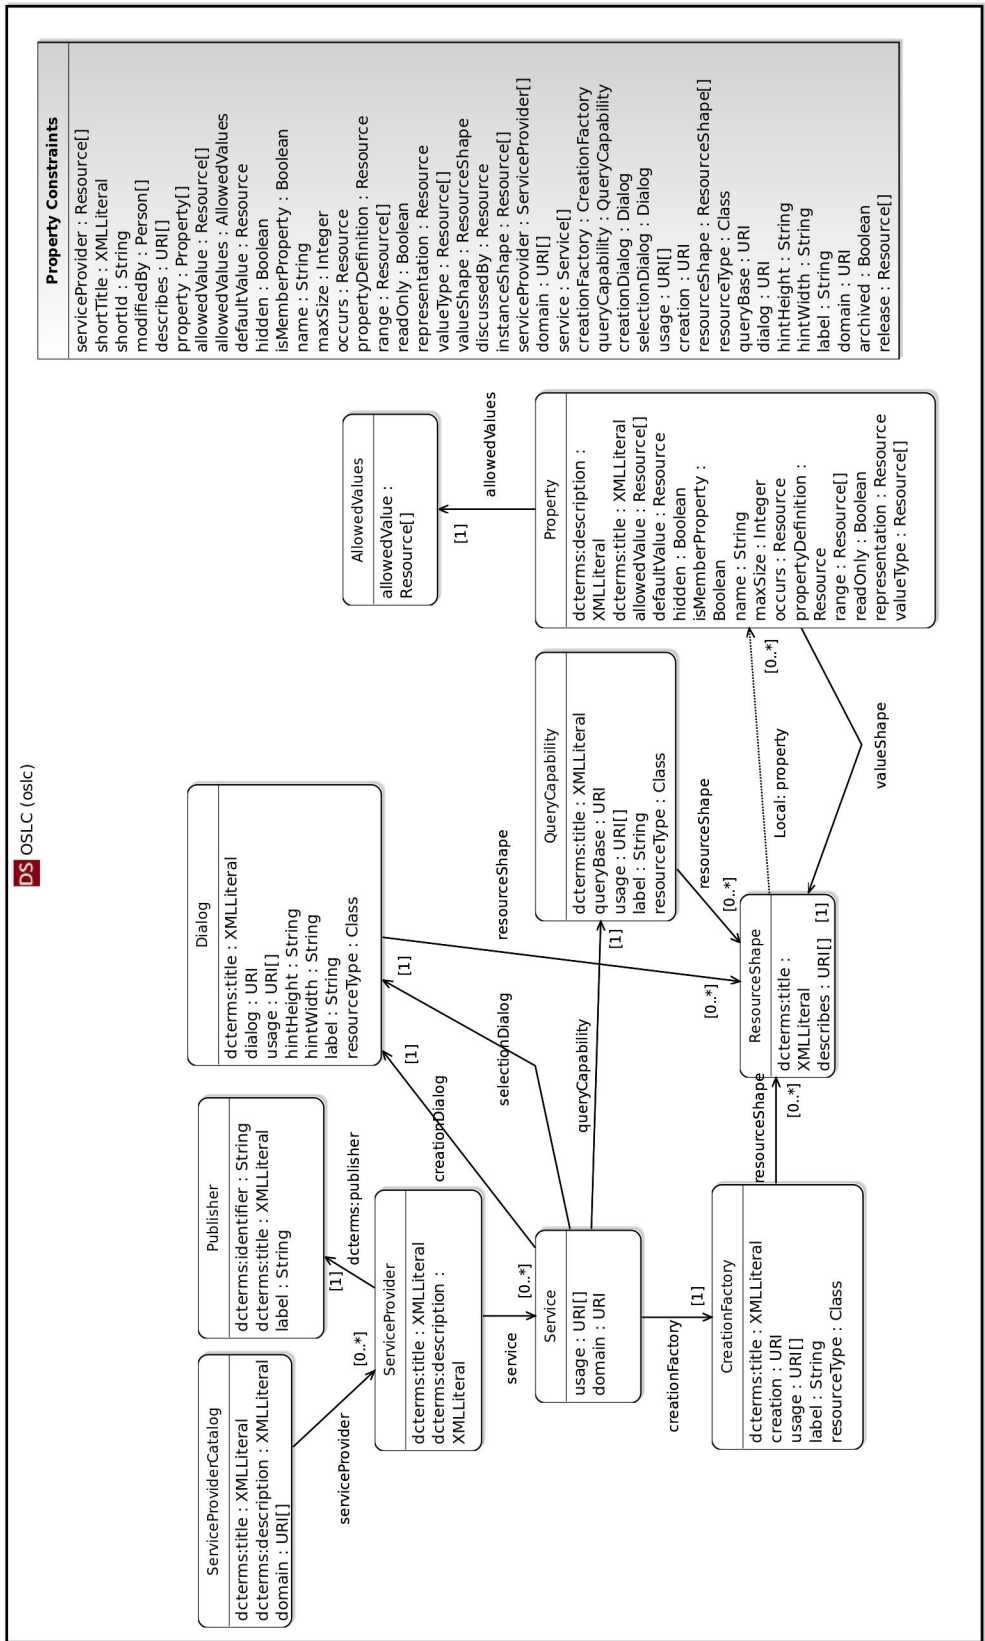 DS OSLC (oslc)
ServiceProviderCatalog
dcterms:title : XMLLiteral
dcterms:description : XMLLiteral
domain : URI[]
serviceProvider
[0..*]
Publisher
dcterms:identifier : String
dcterms:title : XMLLiteral
label : String
[1]
dcterms:publisher
ServiceProvider
dcterms:title : XMLLiteral
dcterms:description :
XMLLiteral
service
[0..*]
Dialog
dcterms:title : XMLLiteral
dialog : URI
usage : URI[]
hintHeight : String
hintWidth : String
label : String
resourceType : Class
[1]
[1]
creationDialog
selectionDialog
resourceShape
Service
usage : URI[]
domain : URI
queryCapability
[1]
creationFactory
[1]
QueryCapability
dcterms:title : XMLLiteral
queryBase : URI
usage : URI[]
label : String
resourceType : Class
resourceShape
[0..*]
[0..*]
CreationFactory
dcterms:title : XMLLiteral
creation : URI
usage : URI[]
label : String
resourceType : Class
resourceShape
[0..*]
ResourceShape
dcterms:title :
XMLLiteral
describes : URI[]
[1]
Local: property
[0..*]
valueShape
AllowedValues
allowedValue :
Resource[]
[1]
allowedValues
Property
dcterms:description :
XMLLiteral
dcterms:title : XMLLiteral
allowedValue : Resource[]
defaultValue : Resource
hidden : Boolean
isMemberProperty :
Boolean
name : String
maxSize : Integer
occurs : Resource
propertyDefinition :
Resource
range : Resource[]
readOnly : Boolean
representation : Resource
valueType : Resource[]
Property Constraints
serviceProvider : Resource[]
shortTitle : XMLLiteral
shortId : String
modifiedBy : Person[]
describes : URI[]
property : Property[]
allowedValue : Resource[]
allowedValues : AllowedValues
defaultValue : Resource
hidden : Boolean
isMemberProperty : Boolean
name : String
maxSize : Integer
occurs : Resource
propertyDefinition : Resource
range : Resource[]
readOnly : Boolean
representation : Resource
valueType : Resource[]
valueShape : ResourceShape
discussedBy : Resource
instanceShape : Resource[]
serviceProvider : ServiceProvider[]
domain : URI[]
service : Service[]
creationFactory : CreationFactory
queryCapability : QueryCapability
creationDialog : Dialog
selectionDialog : Dialog
usage : URI[]
creation : URI
resourceShape : ResourceShape[]
resourceType : Class
queryBase : URI
dialog : URI
hintHeight : String
hintWidth : String
label : String
domain : URI
archived : Boolean
release : Resource[]